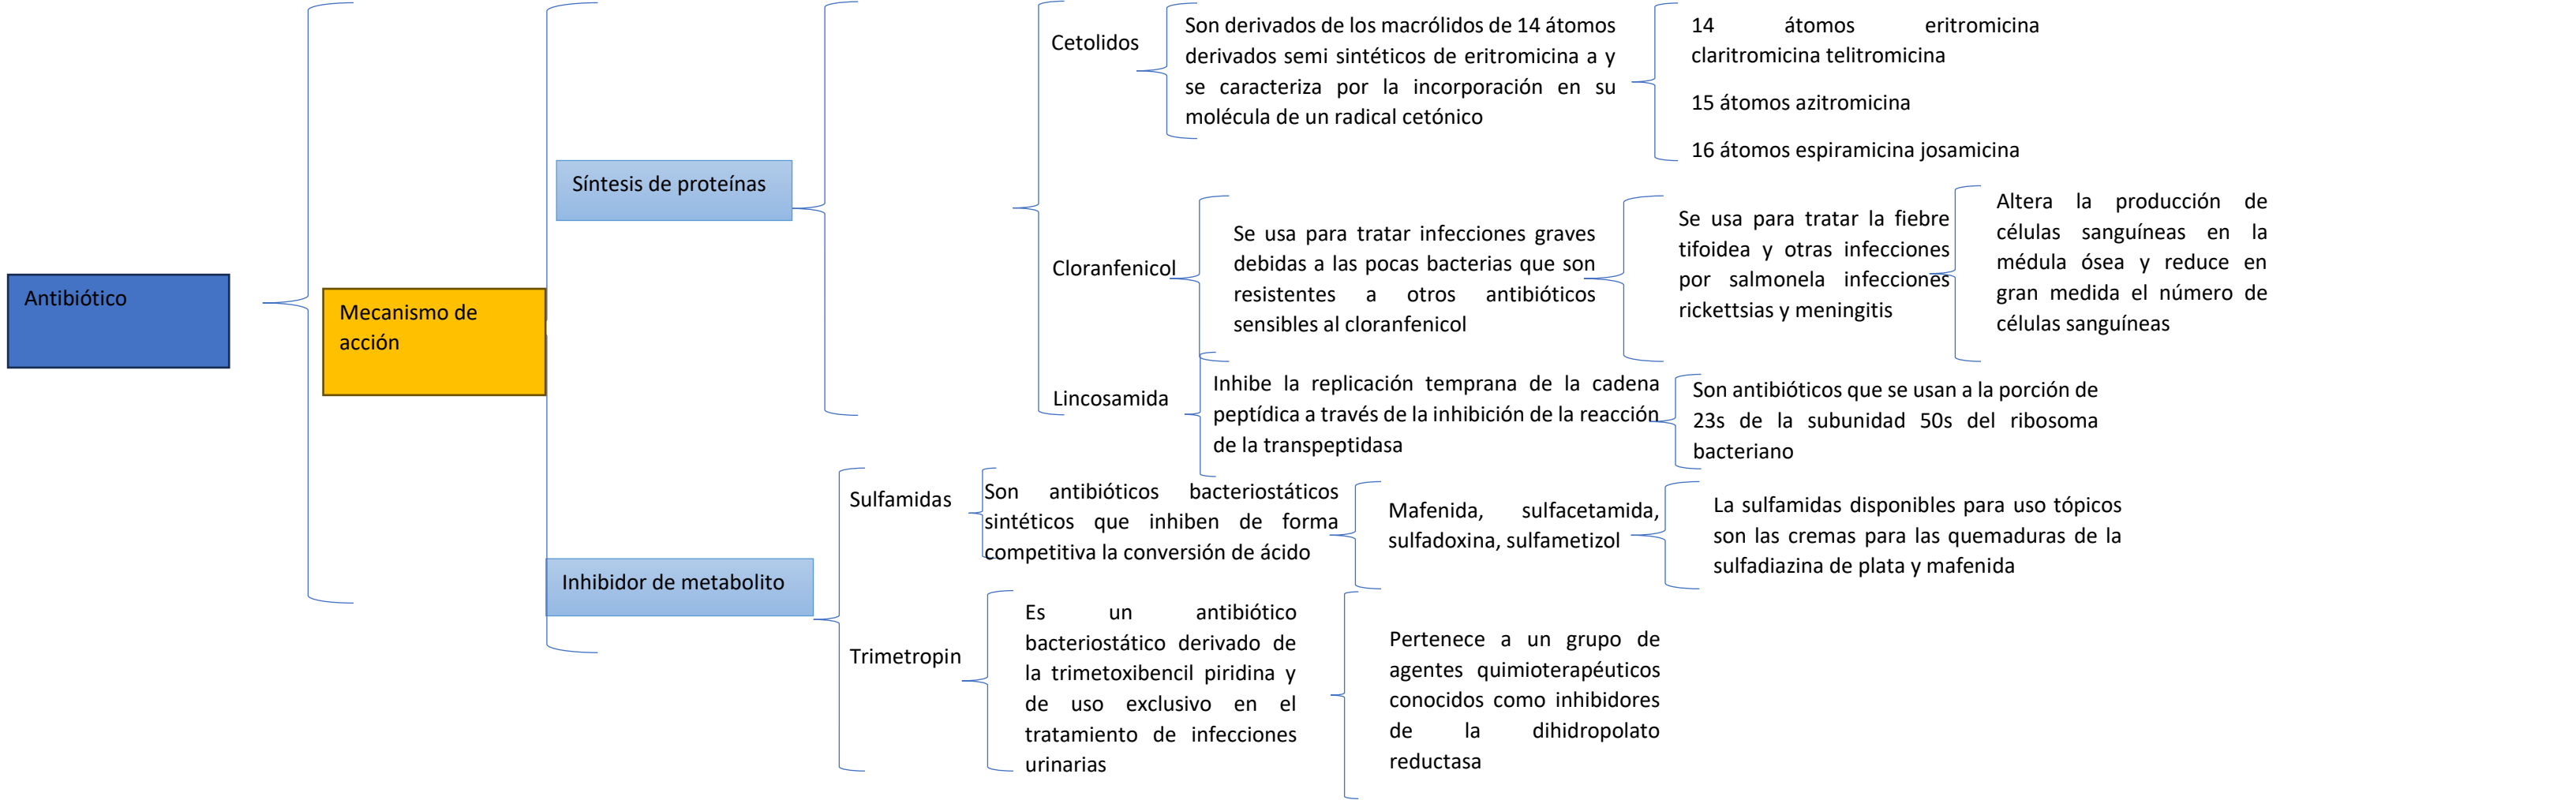 Antibiótico
Mecanismo de
acción
Síntesis de proteínas
Cetolidos
Son derivados de los macrólidos de 14 átomos
derivados semi sintéticos de eritromicina a y
se caracteriza por la incorporación en su
molécula de un radical cetónico
14 átomos eritromicina
claritromicina telitromicina
15 átomos azitromicina
16 átomos espiramicina josamicina
Cloranfenicol
Se usa para tratar infecciones graves
debidas a las pocas bacterias que son
resistentes a otros antibióticos
sensibles al cloranfenicol
Se usa para tratar la fiebre
tifoidea y otras infecciones
por salmonela infecciones
rickettsias y meningitis
Altera la producción de
células sanguíneas en la
médula ósea y reduce en
gran medida el número de
células sanguíneas
Lincosamida
Inhibe la replicación temprana de la cadena
peptídica a través de la inhibición de la reacción
de la transpeptidasa
Son antibióticos que se usan a la porción de
23s de la subunidad 50s del ribosoma
bacteriano
Inhibidor de metabolito
Sulfamidas
Son antibióticos bacteriostáticos
sintéticos que inhiben de forma
competitiva la conversión de ácido
Mafenida, sulfacetamida,
sulfadoxina, sulfametizol
La sulfamidas disponibles para uso tópicos
son las cremas para las quemaduras de la
sulfadiazina de plata y mafenida
Trimetropin
Es un antibiótico
bacteriostático derivado de
la trimetoxibencil piridina y
de uso exclusivo en el
tratamiento de infecciones
urinarias
Pertenece a un grupo de
agentes quimioterapéuticos
conocidos como inhibidores
de la dihidropolato
reductasa